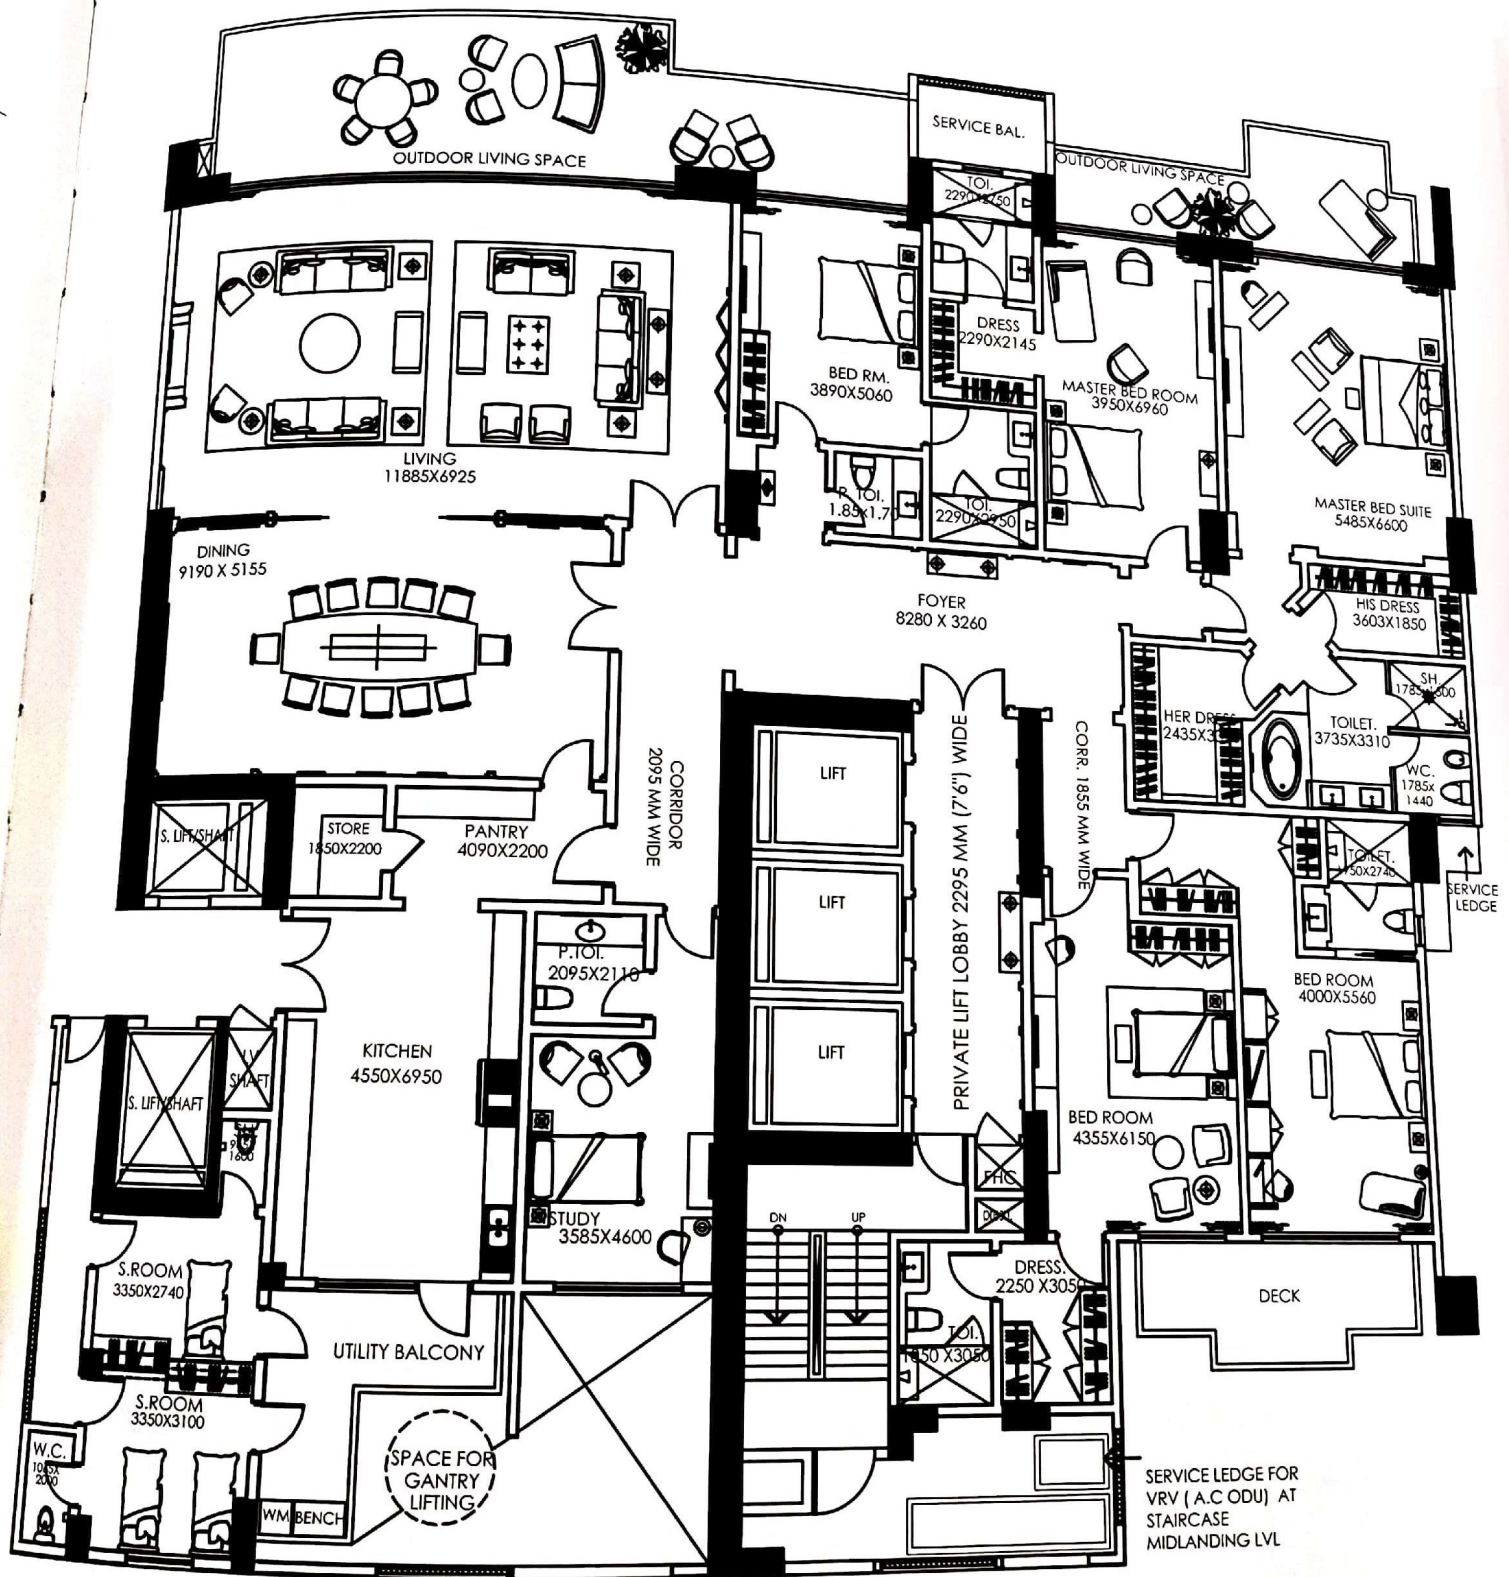 OUTDOOR LIVING SPACE
SERVICE BAL.
OUTDOOR LIVING SPACE
TOI.
LIVING
11885X6925
BED RM.
3890X5060
DRESS
2290X2145
MASTER BED ROOM
3950X6960
MASTER BED SUITE
5485X6600
P. TOI.
TOI.
2290X2950
DINING
9190 X 5155
FOYER
8280 X 3260
HIS DRESS
3603X1850
HER DRESS
SH.
TOILET.
3735X3310
WC.
1785X
1440
CORRIDOR
2095 MM WIDE
LIFT
LIFT
LIFT
PRIVATE LIFT LOBBY 2295 MM (7'6") WIDE
CORR. 1855 MM WIDE
S. LIFT/SHAFT
STORE
1850X2200
PANTRY
4090X2200
TOILET.
SERVICE
LEDGE
P.TOI.
2095X2110
KITCHEN
4550X6950
SHAFT
S. LIFT/SHAFT
BED ROOM
4000X5560
BED ROOM
4355X6150
STUDY
3585X4600
FHC
DN
UP
S.ROOM
3350X2740
DRESS.
2250 X3050
TOI.
DECK
UTILITY BALCONY
S.ROOM
3350X3100
W.C.
2000
SPACE FOR
GANTRY
LIFTING
WM
BENCH
SERVICE LEDGE FOR
VRV ( A.C ODU) AT
STAIRCASE
MIDLANDING LVL